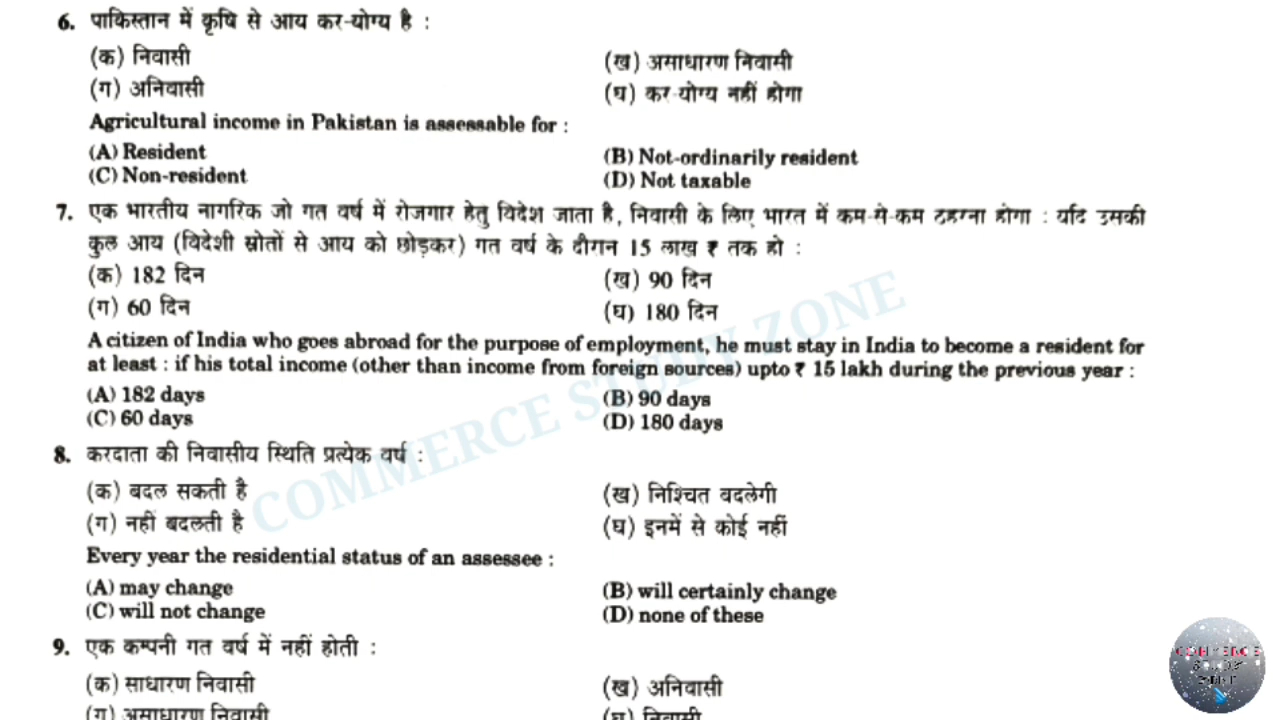 6. पाकिस्तान में कृषि से आय कर-योग्य है :
(क) निवासी (ख) असाधारण निवासी
(ग) अनिवासी (घ) कर-योग्य नहीं होगा
Agricultural income in Pakistan is assessable for :
(A) Resident (B) Not-ordinarily resident
(C) Non-resident (D) Not taxable
7. एक भारतीय नागरिक जो गत वर्ष में रोजगार हेतु विदेश जाता है, निवासी के लिए भारत में कम-से-कम ठहरना होगा : यदि उसकी
कुल आय (विदेशी स्रोतों से आय को छोड़कर) गत वर्ष के दौरान 15 लाख ₹ तक हो :
(क) 182 दिन (ख) 90 दिन
(ग) 60 दिन (घ) 180 दिन
A citizen of India who goes abroad for the purpose of employment, he must stay in India to become a resident for
at least : if his total income (other than income from foreign sources) upto ₹ 15 lakh during the previous year :
(A) 182 days (B) 90 days
(C) 60 days (D) 180 days
8. करदाता की निवासीय स्थिति प्रत्येक वर्ष :
(क) बदल सकती है (ख) निश्चित बदलेगी
(ग) नहीं बदलती है (घ) इनमें से कोई नहीं
Every year the residential status of an assessee :
(A) may change (B) will certainly change
(C) will not change (D) none of these
9. एक कम्पनी गत वर्ष में नहीं होती :
(क) साधारण निवासी (ख) अनिवासी
(ग) असाधारण निवासी (घ) निवासी
COMMERCE STUDY ZONE
COMMERCE
STUDY